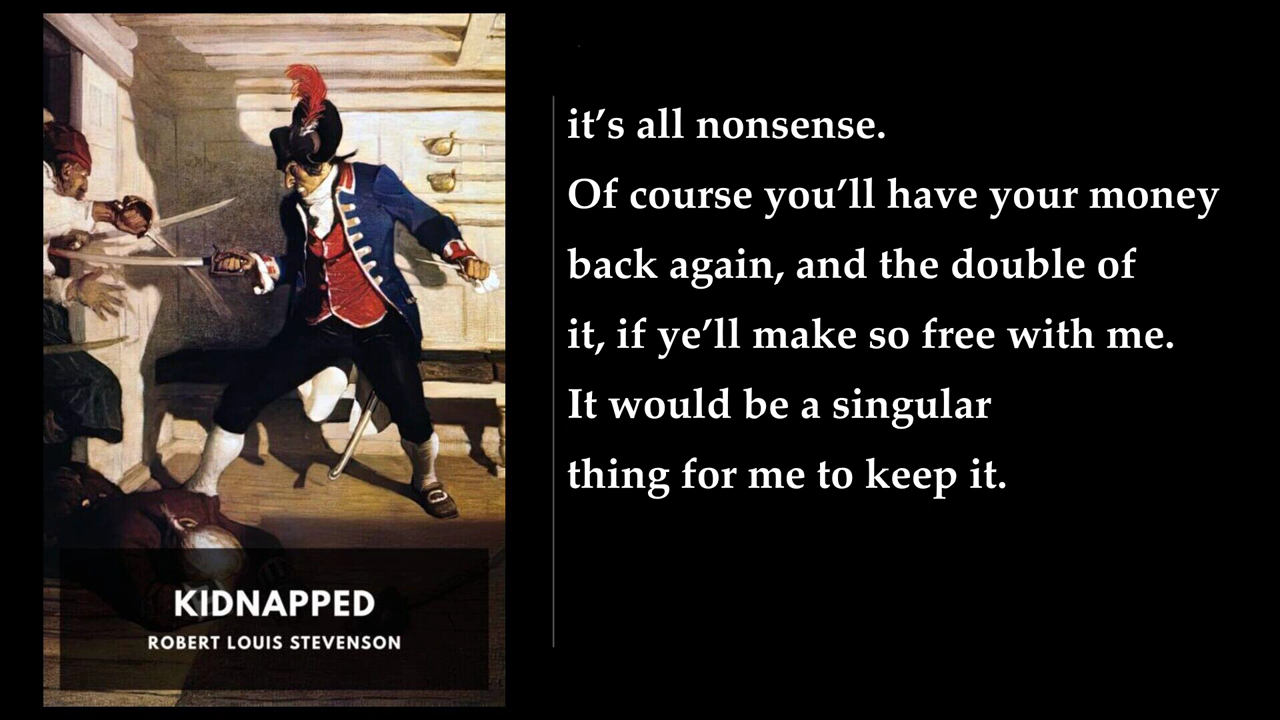 KIDNAPPED
ROBERT LOUIS STEVENSON
it’s all nonsense.
Of course you’ll have your money
back again, and the double of
it, if ye’ll make so free with me.
It would be a singular
thing for me to keep it.